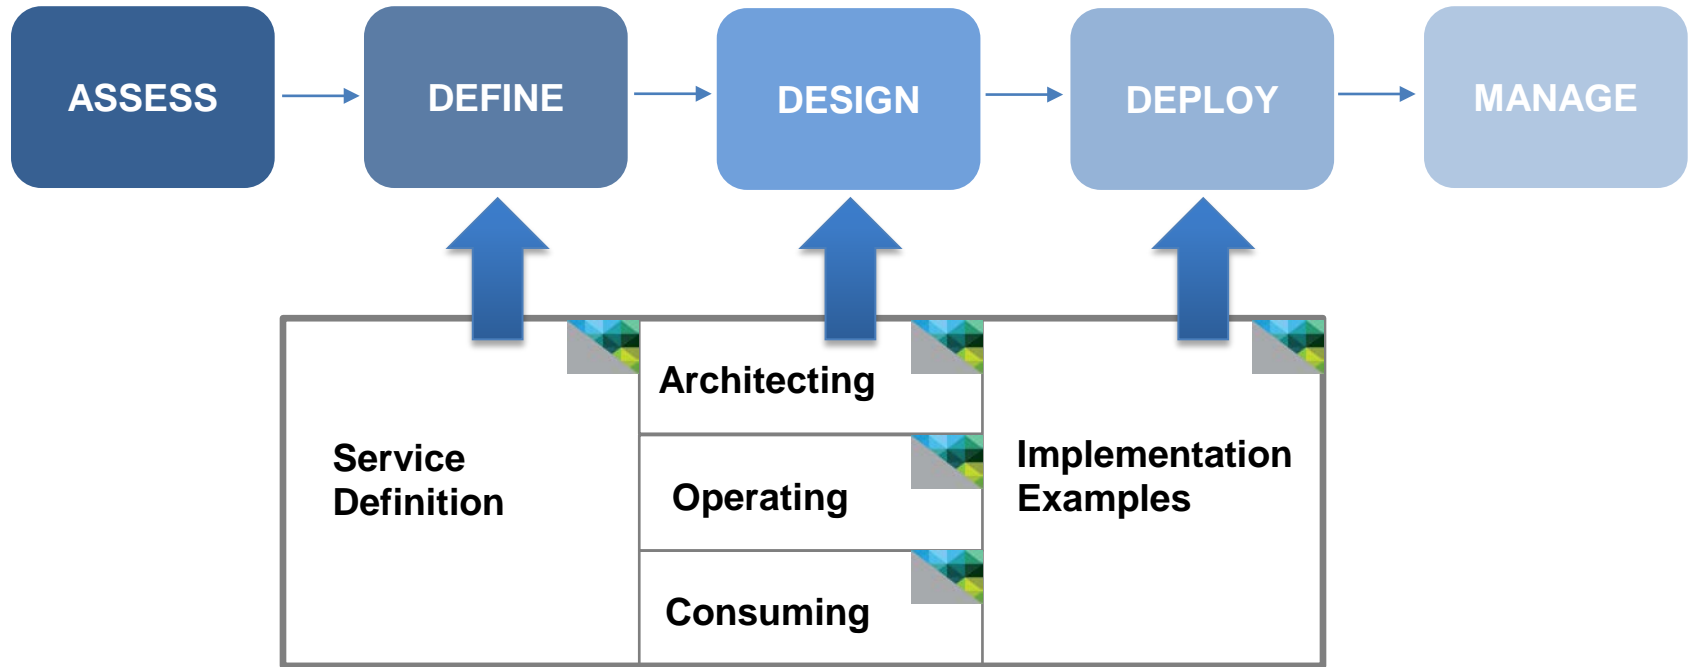 ASSESS
DEFINE
DESIGN
DEPLOY
MANAGE
Service
Definition
Architecting
Operating
Consuming
Implementation
Examples